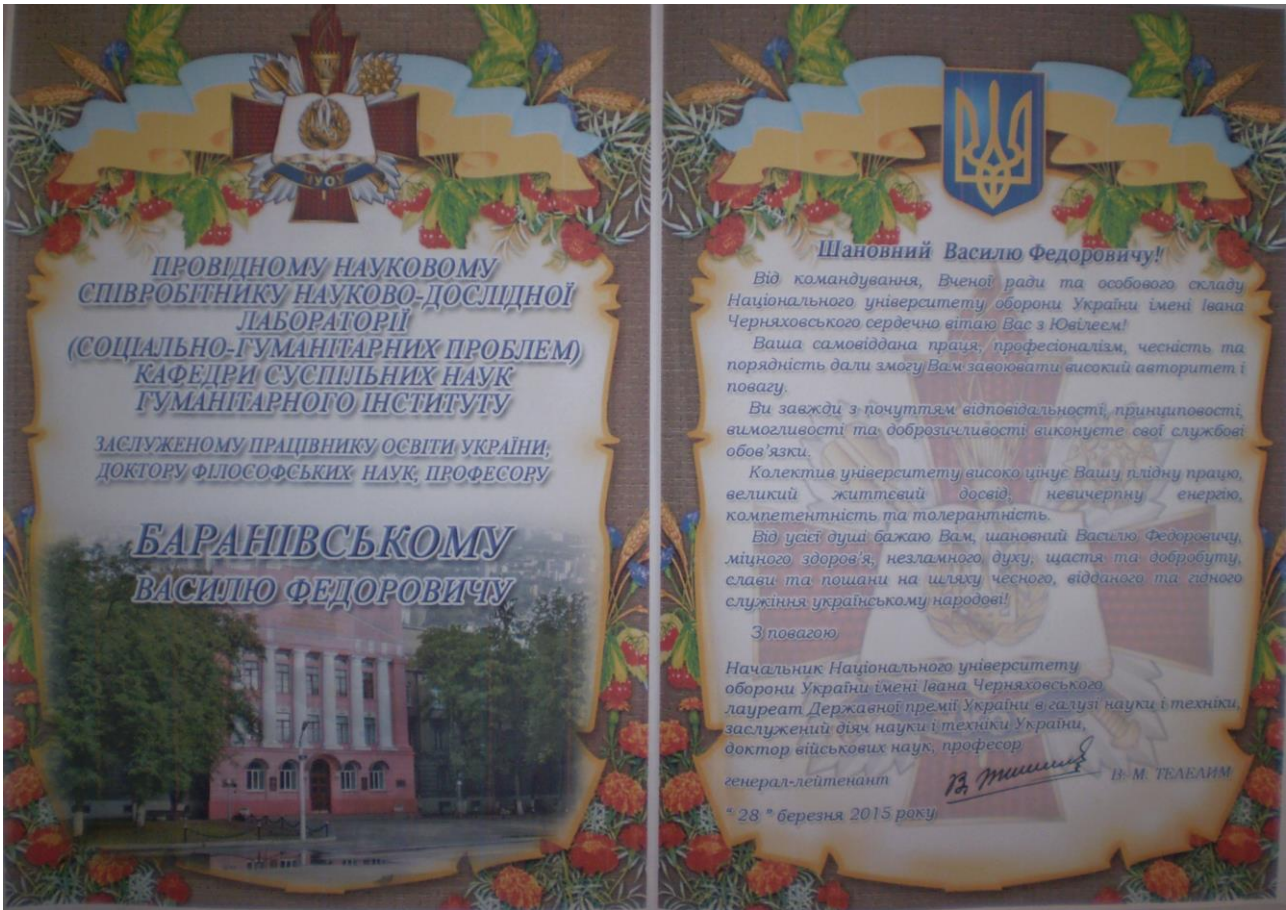 НУОУ
ПРОВІДНОМУ НАУКОВОМУ
СПІВРОБІТНИКУ НАУКОВО-ДОСЛІДНОЇ
ЛАБОРАТОРІЇ
(СОЦІАЛЬНО-ГУМАНІТАРНИХ ПРОБЛЕМ)
КАФЕДРИ СУСПІЛЬНИХ НАУК
ГУМАНІТАРНОГО ІНСТИТУТУ
ЗАСЛУЖЕНОМУ ПРАЦІВНИКУ ОСВІТИ УКРАЇНИ,
ДОКТОРУ ФІЛОСОФСЬКИХ НАУК, ПРОФЕСОРУ
БАРАНІВСЬКОМУ
ВАСИЛЮ ФЕДОРОВИЧУ
Шановний Василю Федоровичу!
Від командування, Вченої ради та особового складу
Національного університету оборони України імені Івана
Черняховського сердечно вітаю Вас з Ювілеєм!
Ваша самовіддана праця, професіоналізм, чесність та
порядність дали змогу Вам завоювати високий авторитет і
повагу.
Ви завжди з почуттям відповідальності, принциповості,
вимогливості та доброзичливості виконуєте свої службові
обов’язки.
Колектив університету високо цінує Вашу плідну працю,
великий життєвий досвід, невичерпну енергію,
компетентність та толерантність.
Від усієї душі бажаю Вам, шановний Василю Федоровичу,
міцного здоров’я, незламного духу, щастя та добробуту,
слави та пошани на шляху чесного, відданого та гідного
служіння українському народові!
З повагою
Начальник Національного університету
оборони України імені Івана Черняховського
лауреат Державної премії України в галузі науки і техніки,
заслужений діяч науки і техніки України,
доктор військових наук, професор
генерал-лейтенант В. М. ТЕЛЕЛИМ
“ 28 ” березня 2015 року